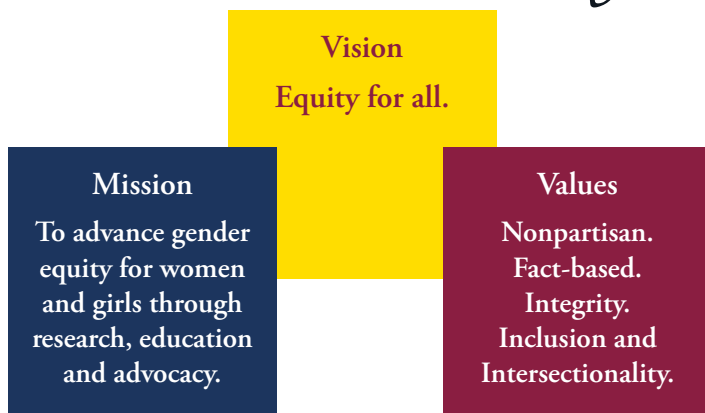 Vision
Equity for all.
Mission
To advance gender
equity for women
and girls through
research, education
and advocacy.
Values
Nonpartisan.
Fact-based.
Integrity.
Inclusion and
Intersectionality.